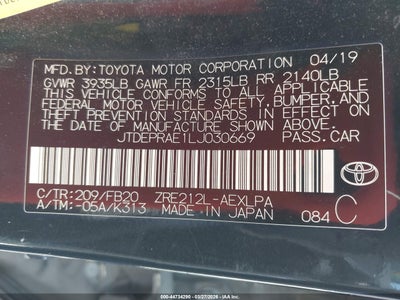 MFD.BY:TOYOTA MOTOR CORPORATION 04/19
GVWR 3935LB GAWR FR 2315LB RR 2140LB
THIS VEHICLE CONFORMS TO ALL APPLICABLE
FEDERAL MOTOR VEHICLE SAFETY,BUMPER,AND
THEFT PREVENTION STANDARDS IN EFFECT ON
THE DATE OF MANUFACTURE SHOWN ABOVE.
JTDEPRAE1LJ030669 PASS.CAR
C/TR:209/FB20 ZRE212L-AEXLPA
A/TM:-05A/K313 MADE IN JAPAN 084 C
TOYOTA
290 - 44734290 - 03/27/2026 - 08